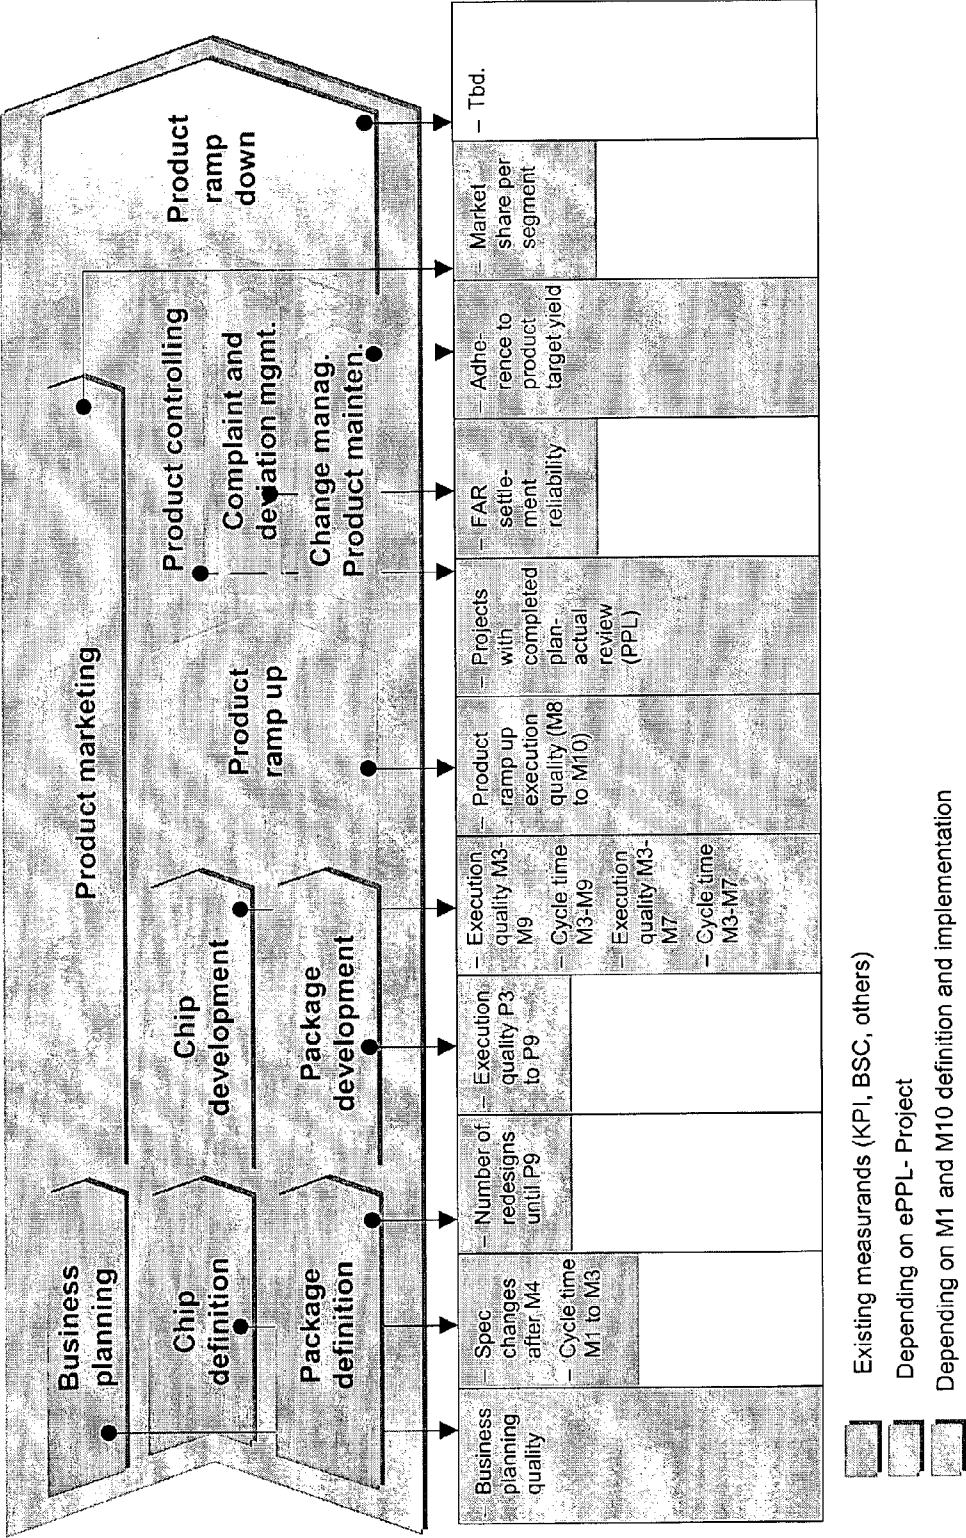 Business
planning
Product marketing
Chip
definition
Chip
development
Package
definition
Package
development
Product
ramp up
Product controlling
Complaint and
deviation mgmt.
Change manag.
Product mainten.
Product
ramp
down
– Business
planning
quality
– Spec
changes
after M4
– Cycle time
M1 to M3
– Number of
redesigns
until P9
– Execution
quality P3
to P9
– Execution
quality M3-
M9
– Cycle time
M3-M9
– Execution
quality M3-
M7
– Cycle time
M3-M7
– Product
ramp up
execution
quality (M8
to M10)
– Projects
with
completed
plan-
actual
review
(PPL)
– FAR
settle-
ment-
reliability
– Adhe-
rence to
product
target yield
– Market
share per
segment
– Tbd.
Existing measurands (KPI, BSC, others)
Depending on ePPL- Project
Depending on M1 and M10 definition and implementation